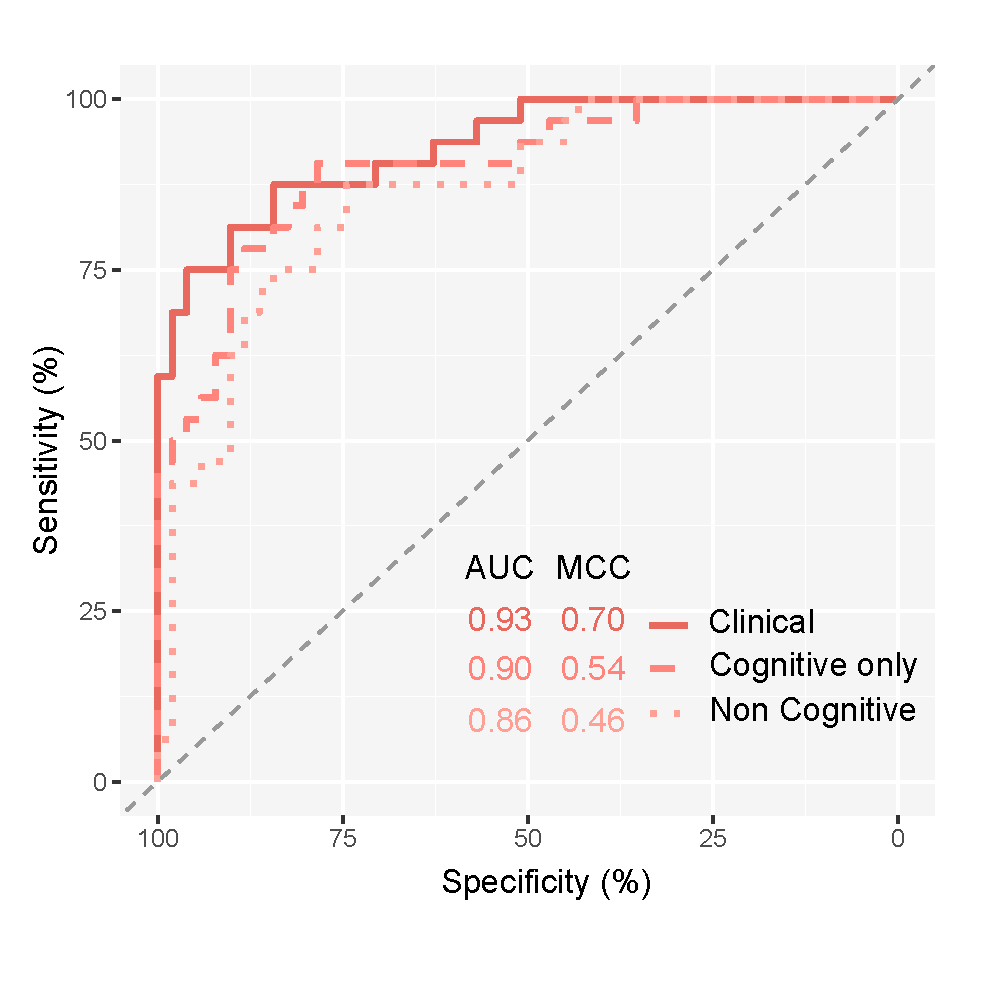 100
75
50
25
0
Sensitivity (%)
AUC MCC
0.93 0.70 Clinical
0.90 0.54 Cognitive only
0.86 0.46 Non Cognitive
100 75 50 25 0
Specificity (%)